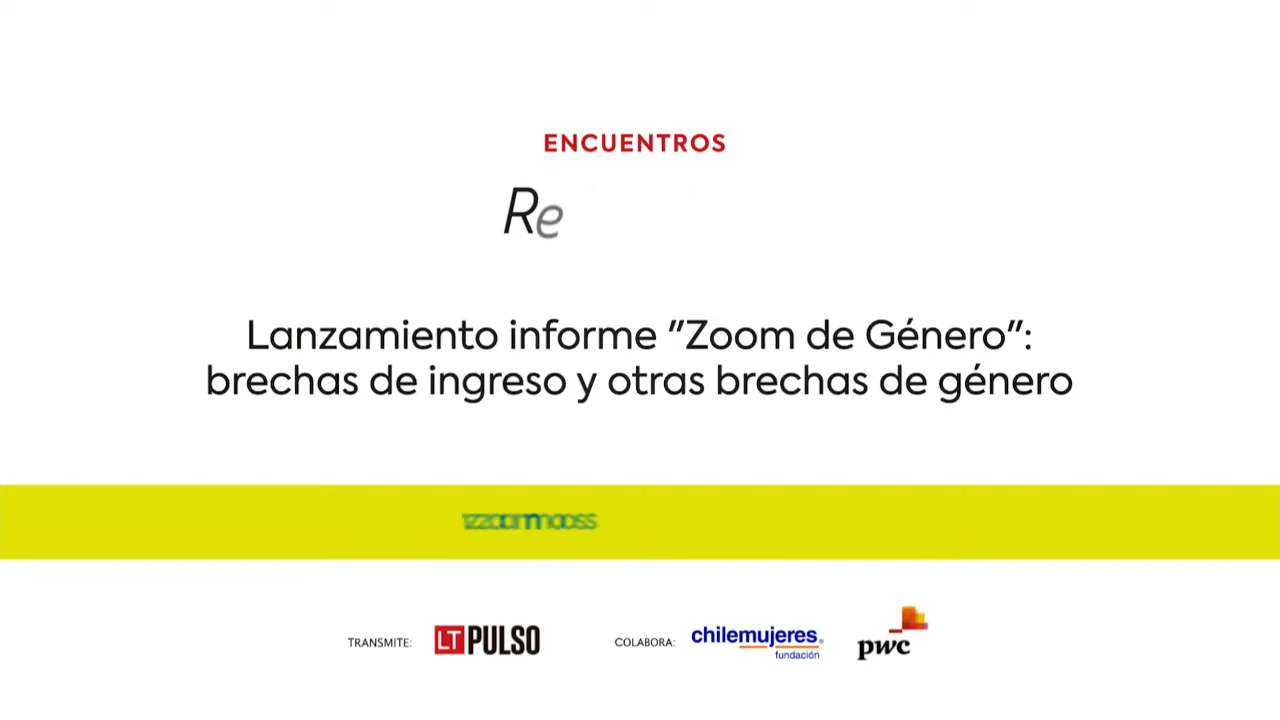 ENCUENTROS
Re
Lanzamiento informe "Zoom de Género":
brechas de ingreso y otras brechas de género
TRANSMITE: LT PULSO COLABORA: chilemujeres® fundación pwc